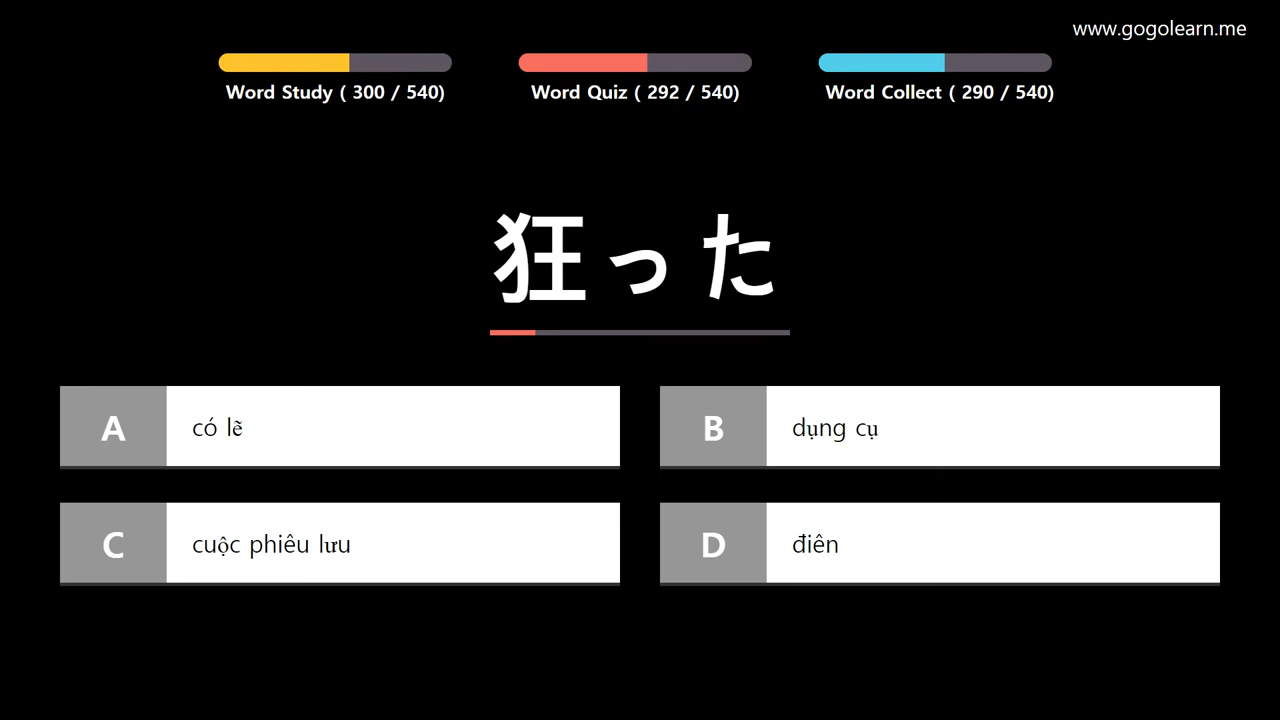 www.gogolearn.me
Word Study ( 300 / 540)
Word Quiz ( 292 / 540)
Word Collect ( 290 / 540)
狂った
A có lẽ
B dụng cụ
C cuộc phiêu lưu
D điên